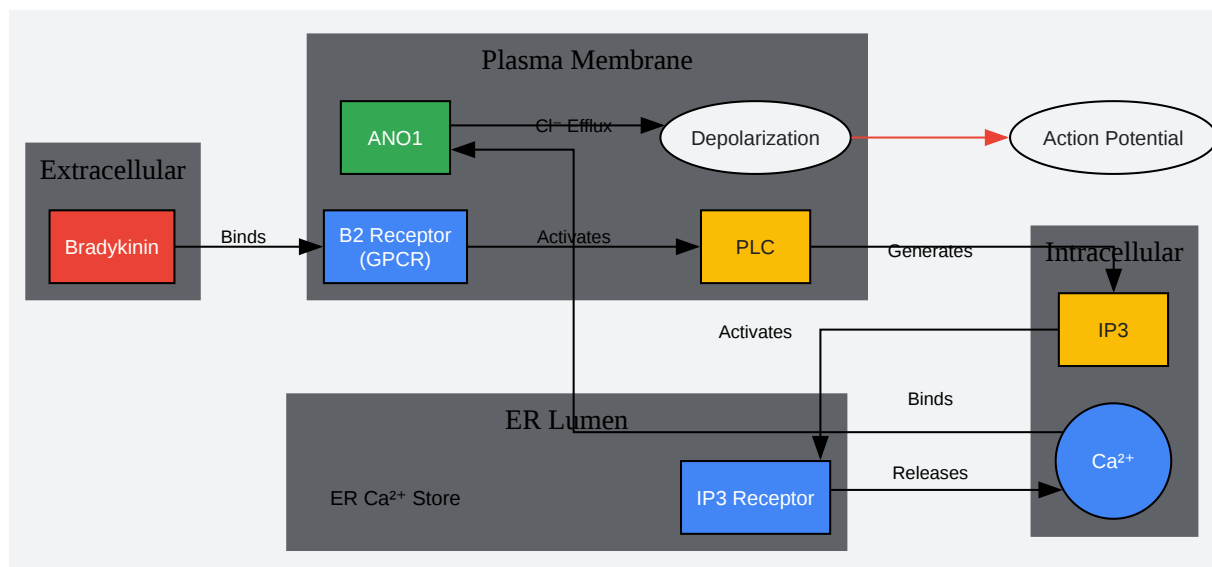 Plasma Membrane
ANO1
Cl⁻ Efflux
Depolarization
Action Potential
Extracellular
Bradykinin
Binds
B2 Receptor
(GPCR)
Activates
PLC
Generates
Intracellular
IP3
Activates
Binds
ER Lumen
Ca²⁺
Releases
ER Ca²⁺ Store
IP3 Receptor